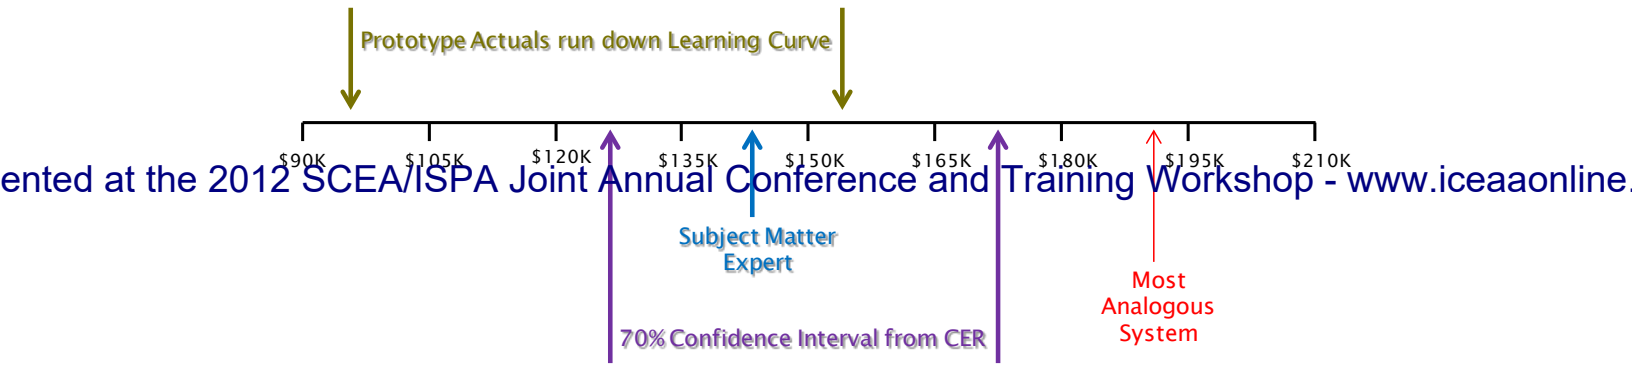 Prototype Actuals run down Learning Curve
$90K $105K $120K $135K $150K $165K $180K $195K $210K
ented at the 2012 SCEA/ISPA Joint Annual Conference and Training Workshop - www.iceaaonline.
Subject Matter
Expert
Most
Analogous
System
70% Confidence Interval from CER